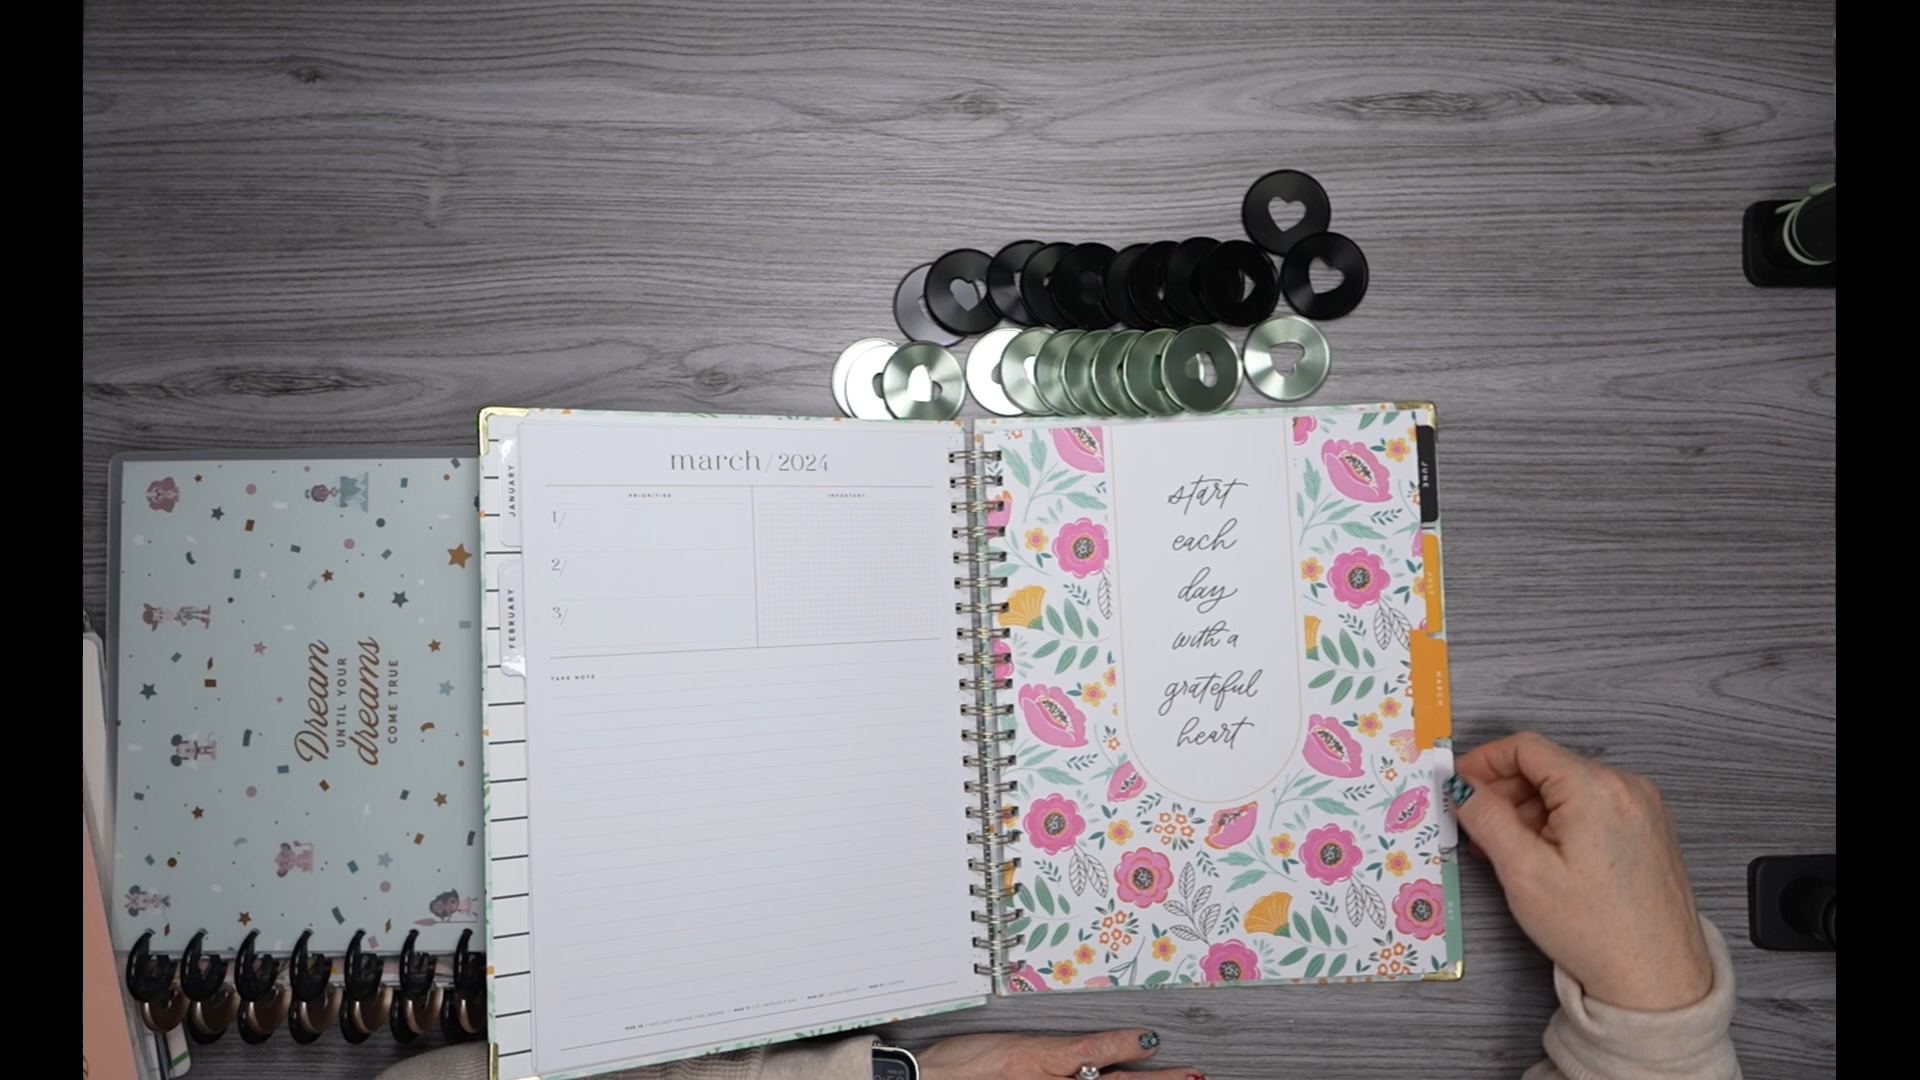 march/2024
PRIORITIES
IMPORTANT
1/
2/
3/
TAKE NOTE
JANUARY
FEBRUARY
start
each
day
with a
grateful
heart
JUNE
JULY
MARCH
MAY
Dream
UNTIL YOUR
dreams
COME TRUE